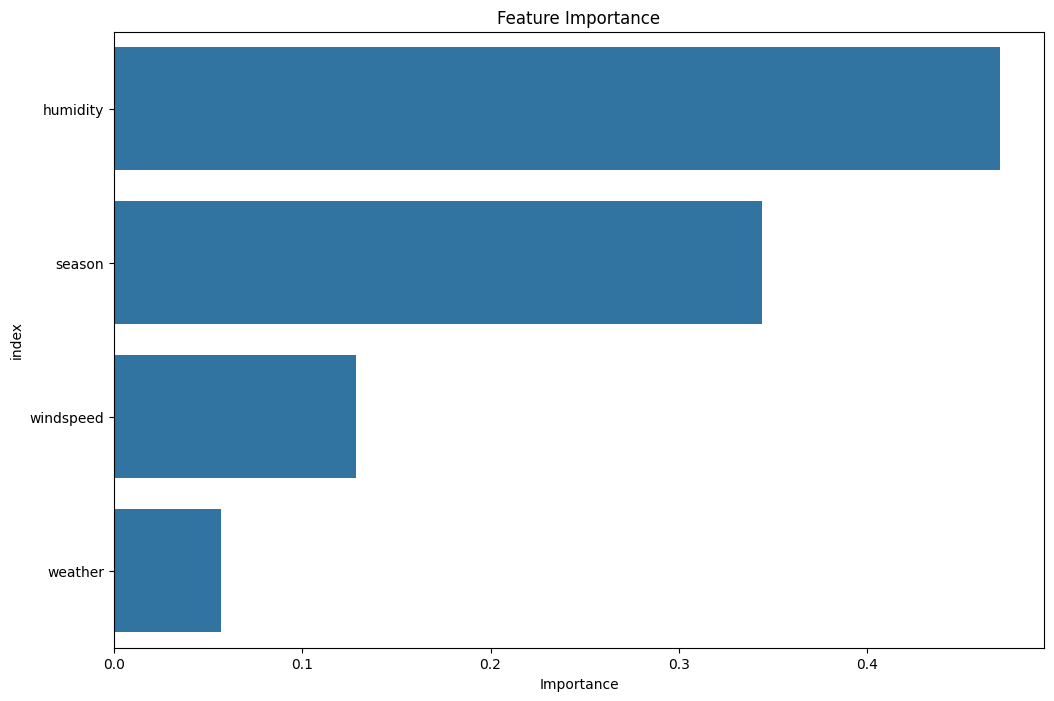 Feature Importance
humidity
season
windspeed
weather
index
0.0 0.1 0.2 0.3 0.4
Importance